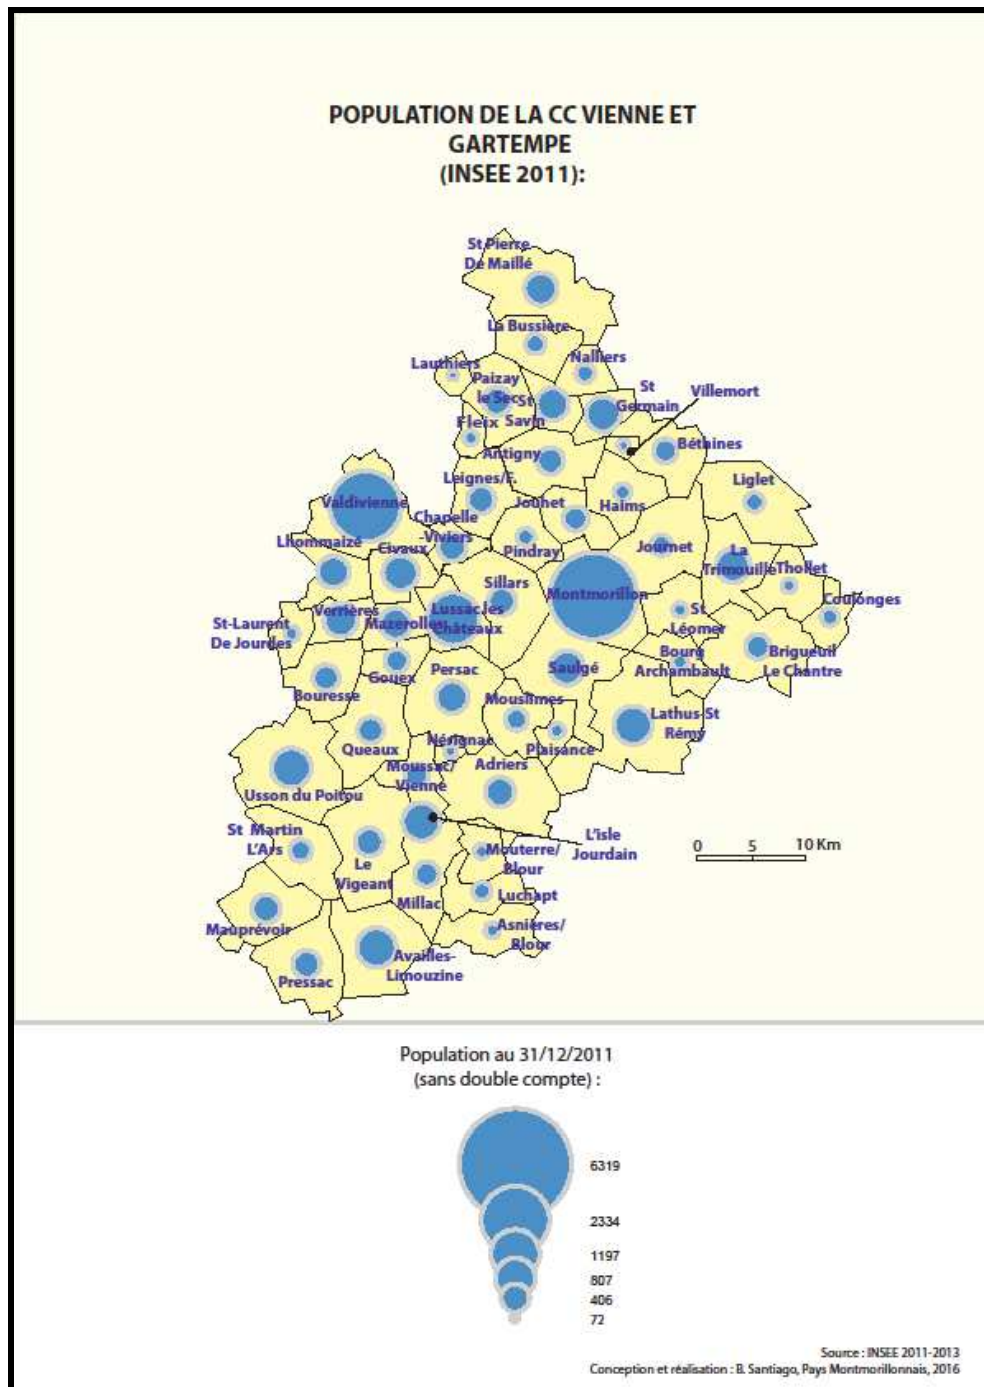 POPULATION DE LA CC VIENNE ET
GARTEMPE
(INSEE 2011):
St Pierre
De Maillé
La Bussière
Nalliers
Lauthiers
Paizay
le Sec
St
Savin
St
Germain
Villemort
Fleix
Antigny
Béthaines
Leignes/F.
Liglet
Valdivienne
Jouhet
Haims
Chapelle
-Viviers
Lhommaizé
Civaux
Pindray
Journet
La
Trimouille
Thollet
Sillars
Montmorillon
Coulonges
Verrières
Mazerolles
Lussac les
Châteaux
St-Laurent
De Jourdes
St
Léomer
Bourg
Archambault
Brigueuil
Le Chantre
Gouex
Persac
Saulgé
Bouresse
Mouslimes
Lathus-St
Rémy
Queaux
Nérignac
Plaisance
Moussac/
Vienne
Adriers
Usson du Poitou
St Martin
L'Ars
L'isle
Jourdain
0 5 10 Km
Le
Vigeant
Mouterre/
Blour
Millac
Luchapt
Mauprévoir
Asnières/
Blour
Availles-
Limouzine
Pressac
Population au 31/12/2011
(sans double compte) :
6319
2334
1197
807
406
72
Source : INSEE 2011-2013
Conception et réalisation : B. Santiago, Pays Montmorillonnais, 2016